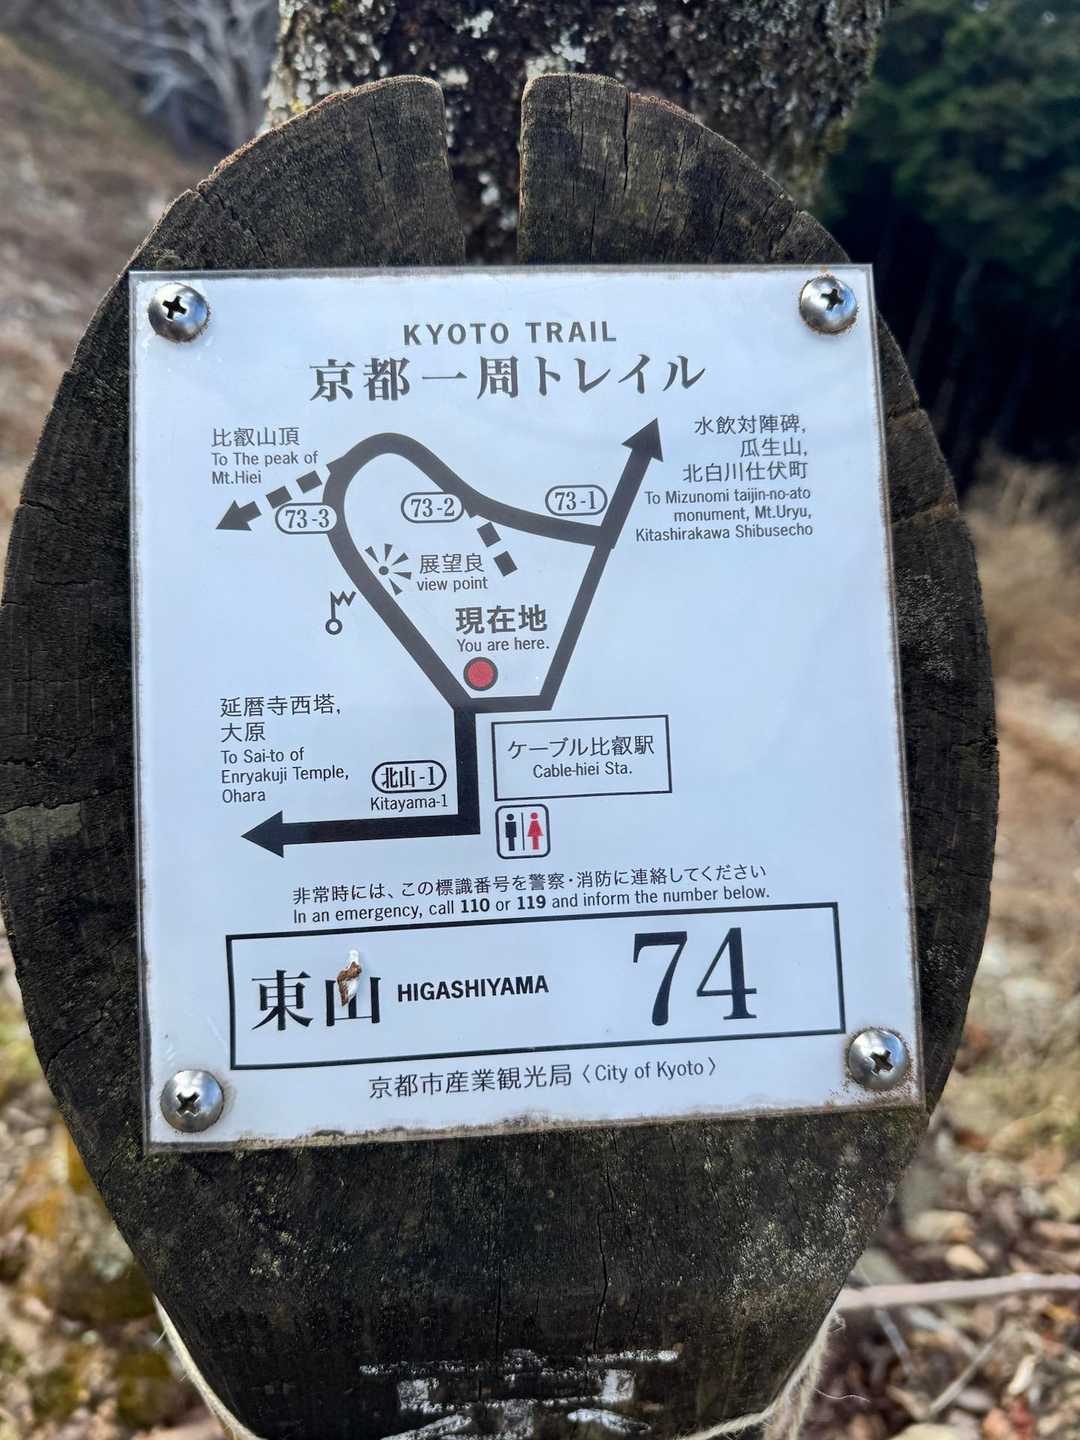 KYOTO TRAIL
京都一周トレイル
比叡山頂
To The peak of
Mt.Hiei
水飲対陣碑,
瓜生山,
北白川仕伏町
To Mizunomi taijin-no-ato
monument, Mt.Uryu,
Kitashirakawa Shibusecho
73-3
73-2
73-1
展望良
view point
現在地
You are here.
延暦寺西塔,
大原
To Sai-to of
Enryakuji Temple,
Ohara
北山-1
Kitayama-1
ケーブル比叡駅
Cable-hiei Sta.
非常時には、この標識番号を警察・消防に連絡してください
In an emergency, call 110 or 119 and inform the number below.
東山 HIGASHIYAMA 74
京都市産業観光局〈City of Kyoto〉